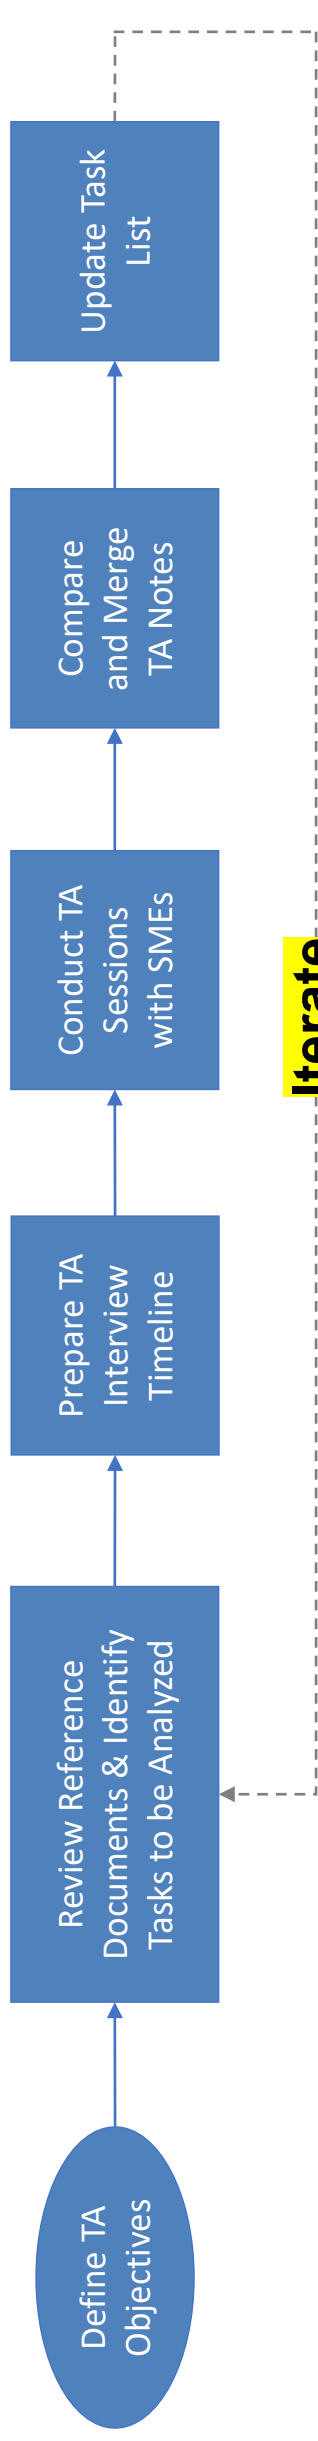 Define TA
Objectives
Review Reference
Documents & Identify
Tasks to be Analyzed
Prepare TA
Interview
Timeline
Conduct TA
Sessions
with SMEs
Compare
and Merge
TA Notes
Update Task
List
Iterate